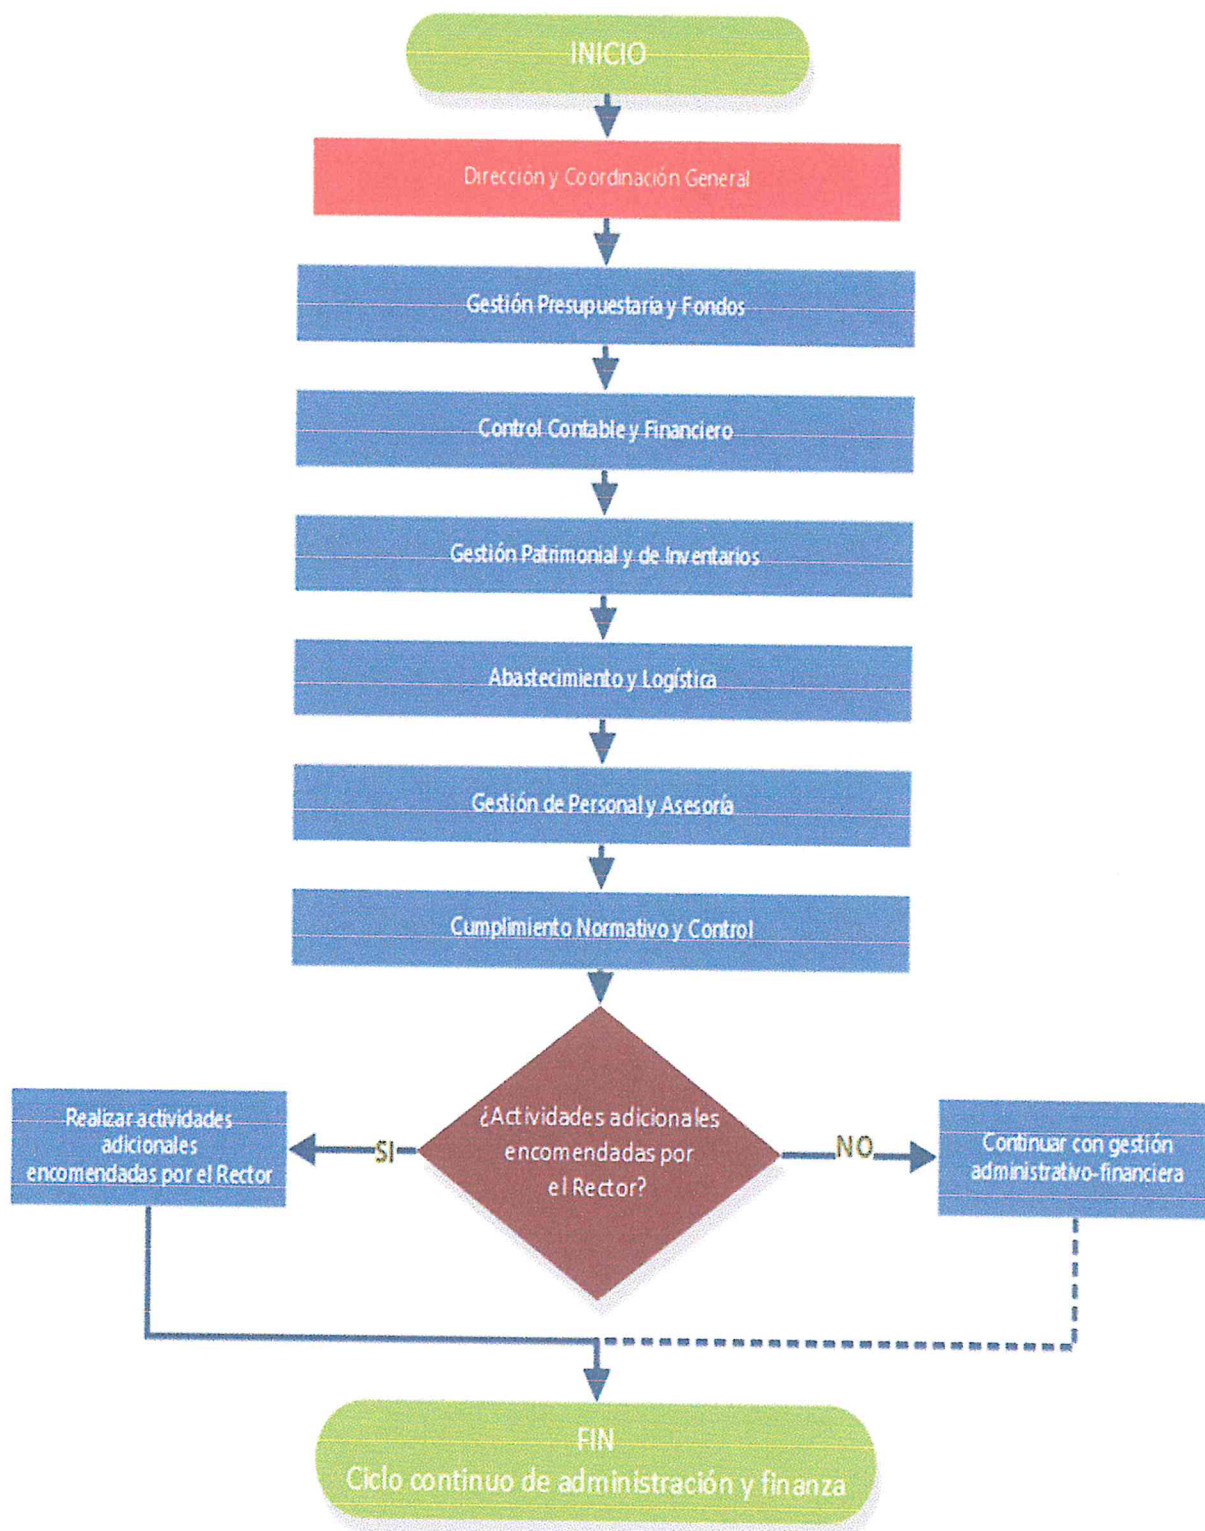 INICIO
Dirección y Coordinación General
Gestión Presupuestaria y Fondos
Control Contable y Financiero
Gestión Patrimonial y de Inventarios
Abastecimiento y Logística
Gestión de Personal y Asesoría
Cumplimiento Normativo y Control
¿Actividades adicionales
encomendadas por
el Rector?
SI
NO
Realizar actividades
adicionales
encomendadas por el Rector
Continuar con gestión
administrativo-financiera
FIN
Ciclo continuo de administración y finanza